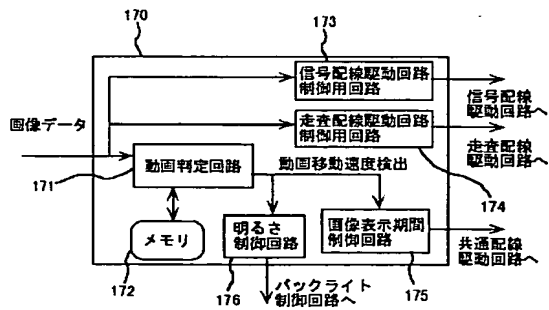 170
173
信号配線駆動回路
制御用回路
信号配線
駆動回路へ
画像データ
走査配線駆動回路
制御用回路
走査配線
駆動回路へ
171
動画判定回路
動画移動速度検出
174
メモリ
172
明るさ
制御回路
176
画像表示期間
制御回路
175
共通配線
駆動回路へ
バックライト
制御回路へ